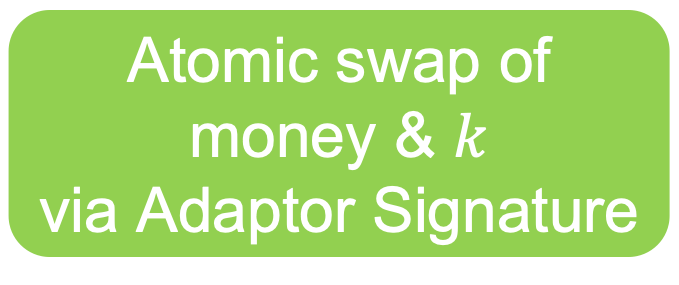 Atomic swap of
money & 𝑘
via Adaptor Signature